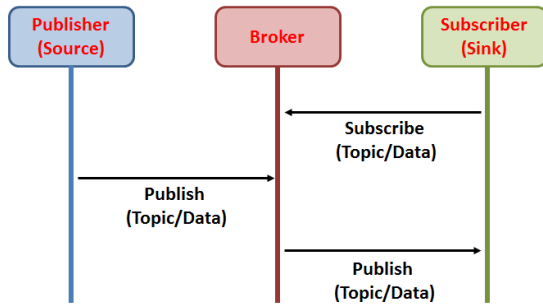 Publisher
(Source)
Broker
Subscriber
(Sink)
Subscribe
(Topic/Data)
Publish
(Topic/Data)
Publish
(Topic/Data)